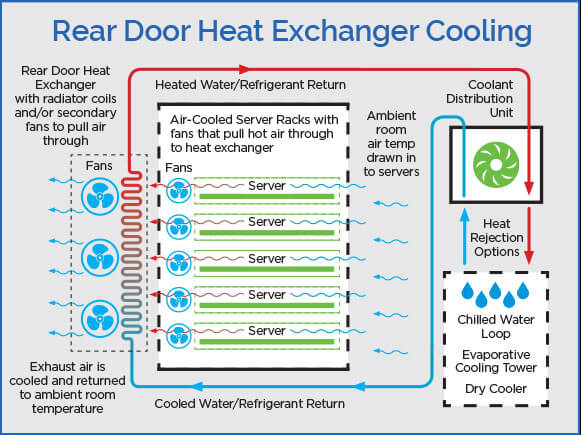 Rear Door Heat Exchanger Cooling
Rear Door Heat
Exchanger
with radiator coils
and/or secondary
fans to pull air
through
Heated Water/Refrigerant Return
Coolant
Distribution
Unit
Air-Cooled Server Racks with
fans that pull hot air through
to heat exchanger
Ambient
room
air temp
drawn in
to servers
Fans
Fans
Server
Server
Server
Server
Server
Heat
Rejection
Options
Chilled Water
Loop
Evaporative
Cooling Tower
Dry Cooler
Exhaust air is
cooled and returned
to ambient room
temperature
Cooled Water/Refrigerant Return